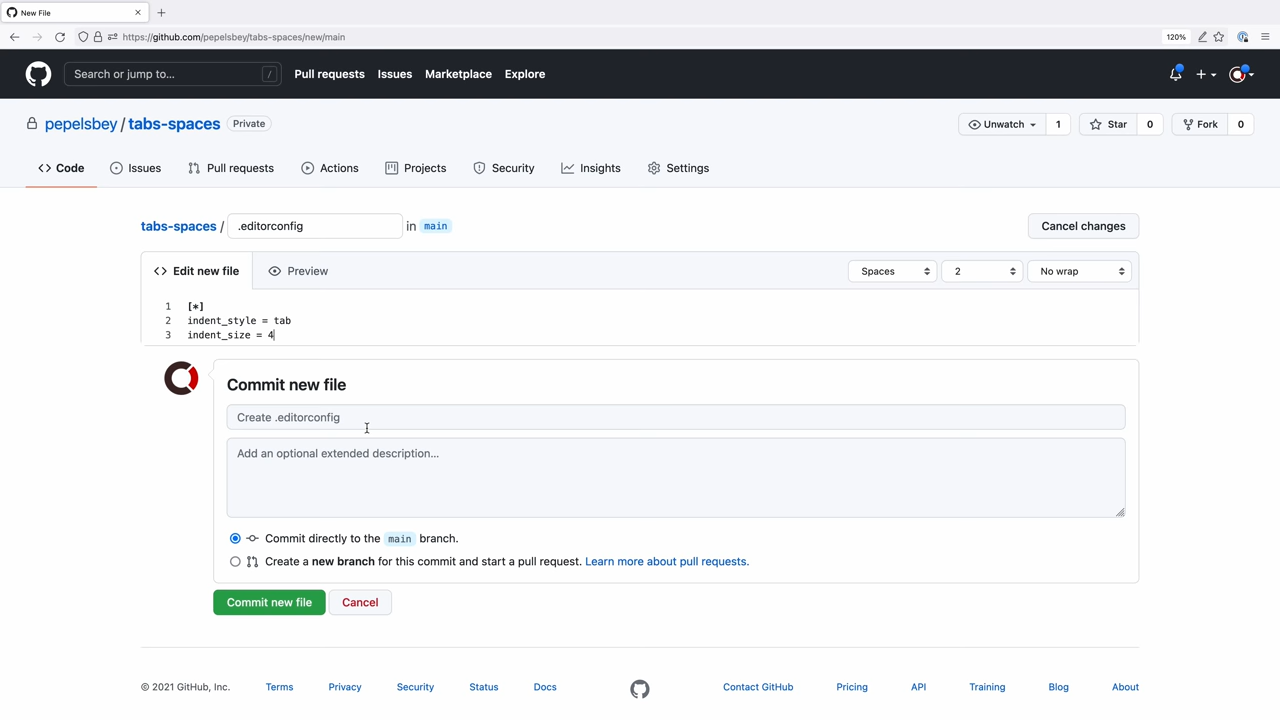 New File
https://github.com/pepelsbey/tabs-spaces/new/main
120%
Search or jump to...
/
Pull requests
Issues
Marketplace
Explore
pepelsbey / tabs-spaces
Private
Unwatch
1
Star
0
Fork
0
Code
Issues
Pull requests
Actions
Projects
Security
Insights
Settings
tabs-spaces / .editorconfig in main
Cancel changes
Edit new file
Preview
Spaces
2
No wrap
1 [*]
2 indent_style = tab
3 indent_size = 4
Commit new file
Create .editorconfig
Add an optional extended description...
Commit directly to the main branch.
Create a new branch for this commit and start a pull request. Learn more about pull requests.
Commit new file
Cancel
© 2021 GitHub, Inc.
Terms
Privacy
Security
Status
Docs
Contact GitHub
Pricing
API
Training
Blog
About